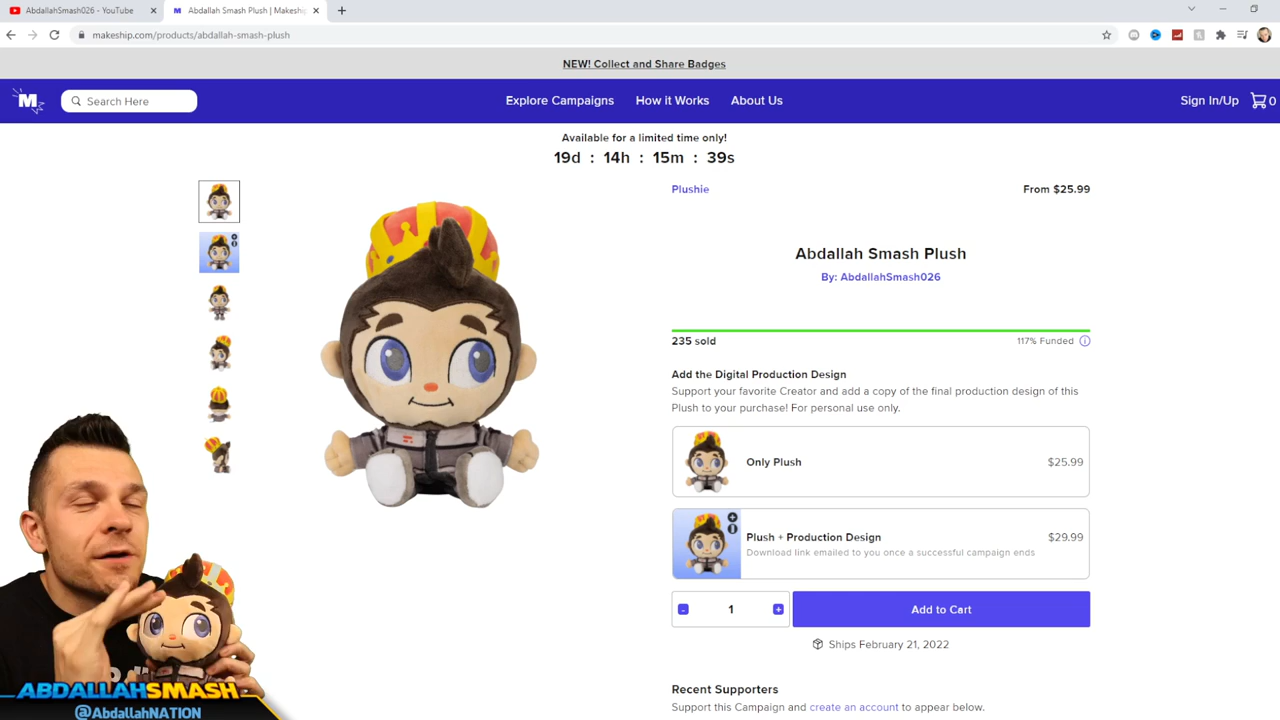 AbdallahSmash026 - YouTube
Abdallah Smash Plush | Makeship
makeship.com/products/abdallah-smash-plush
NEW! Collect and Share Badges
M
Search Here
Explore Campaigns
How it Works
About Us
Sign In/Up
0
Available for a limited time only!
19d : 14h : 15m : 39s
Plushie
From $25.99
Abdallah Smash Plush
By: AbdallahSmash026
235 sold
117% Funded
Add the Digital Production Design
Support your favorite Creator and add a copy of the final production design of this
Plush to your purchase! For personal use only.
Only Plush
$25.99
Plush + Production Design
$29.99
Download link emailed to you once a successful campaign ends
- 1 +
Add to Cart
Ships February 21, 2022
Recent Supporters
Support this Campaign and create an account to appear below.
ABDALLAHSMASH
@AbdallahNATION